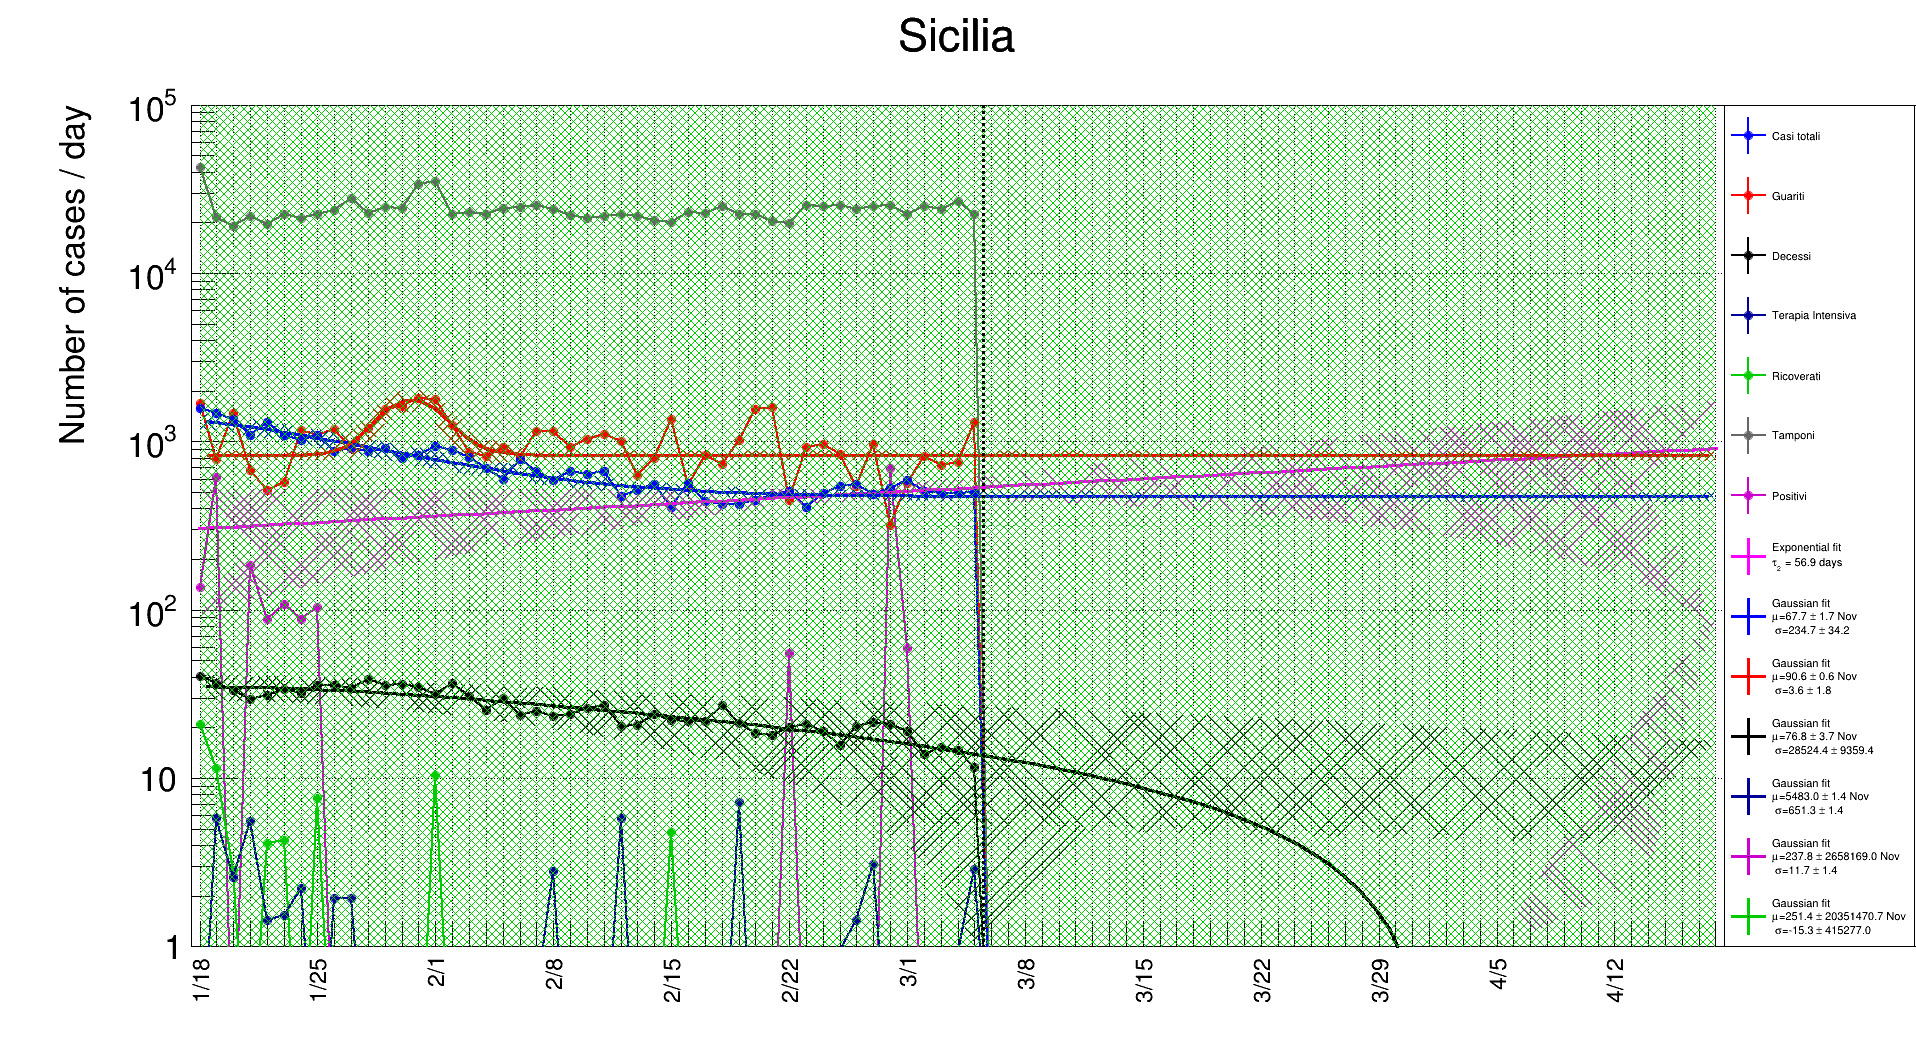 Sicilia
Number of cases / day
10^5
10^4
10^3
10^2
10
1
1/18
1/25
2/1
2/8
2/15
2/22
3/1
3/8
3/15
3/22
3/29
4/5
4/12
Casi totali
Guariti
Decessi
Terapia Intensiva
Ricoverati
Tamponi
Positivi
Exponential fit
τ_2 = 56.9 days
Gaussian fit
μ=67.7 ± 1.7 Nov
σ=234.7 ± 34.2
Gaussian fit
μ=90.6 ± 0.6 Nov
σ=3.6 ± 1.8
Gaussian fit
μ=76.8 ± 3.7 Nov
σ=28524.4 ± 9359.4
Gaussian fit
μ=5483.0 ± 1.4 Nov
σ=651.3 ± 1.4
Gaussian fit
μ=237.8 ± 2658169.0 Nov
σ=11.7 ± 1.4
Gaussian fit
μ=251.4 ± 20351470.7 Nov
σ=-15.3 ± 415277.0